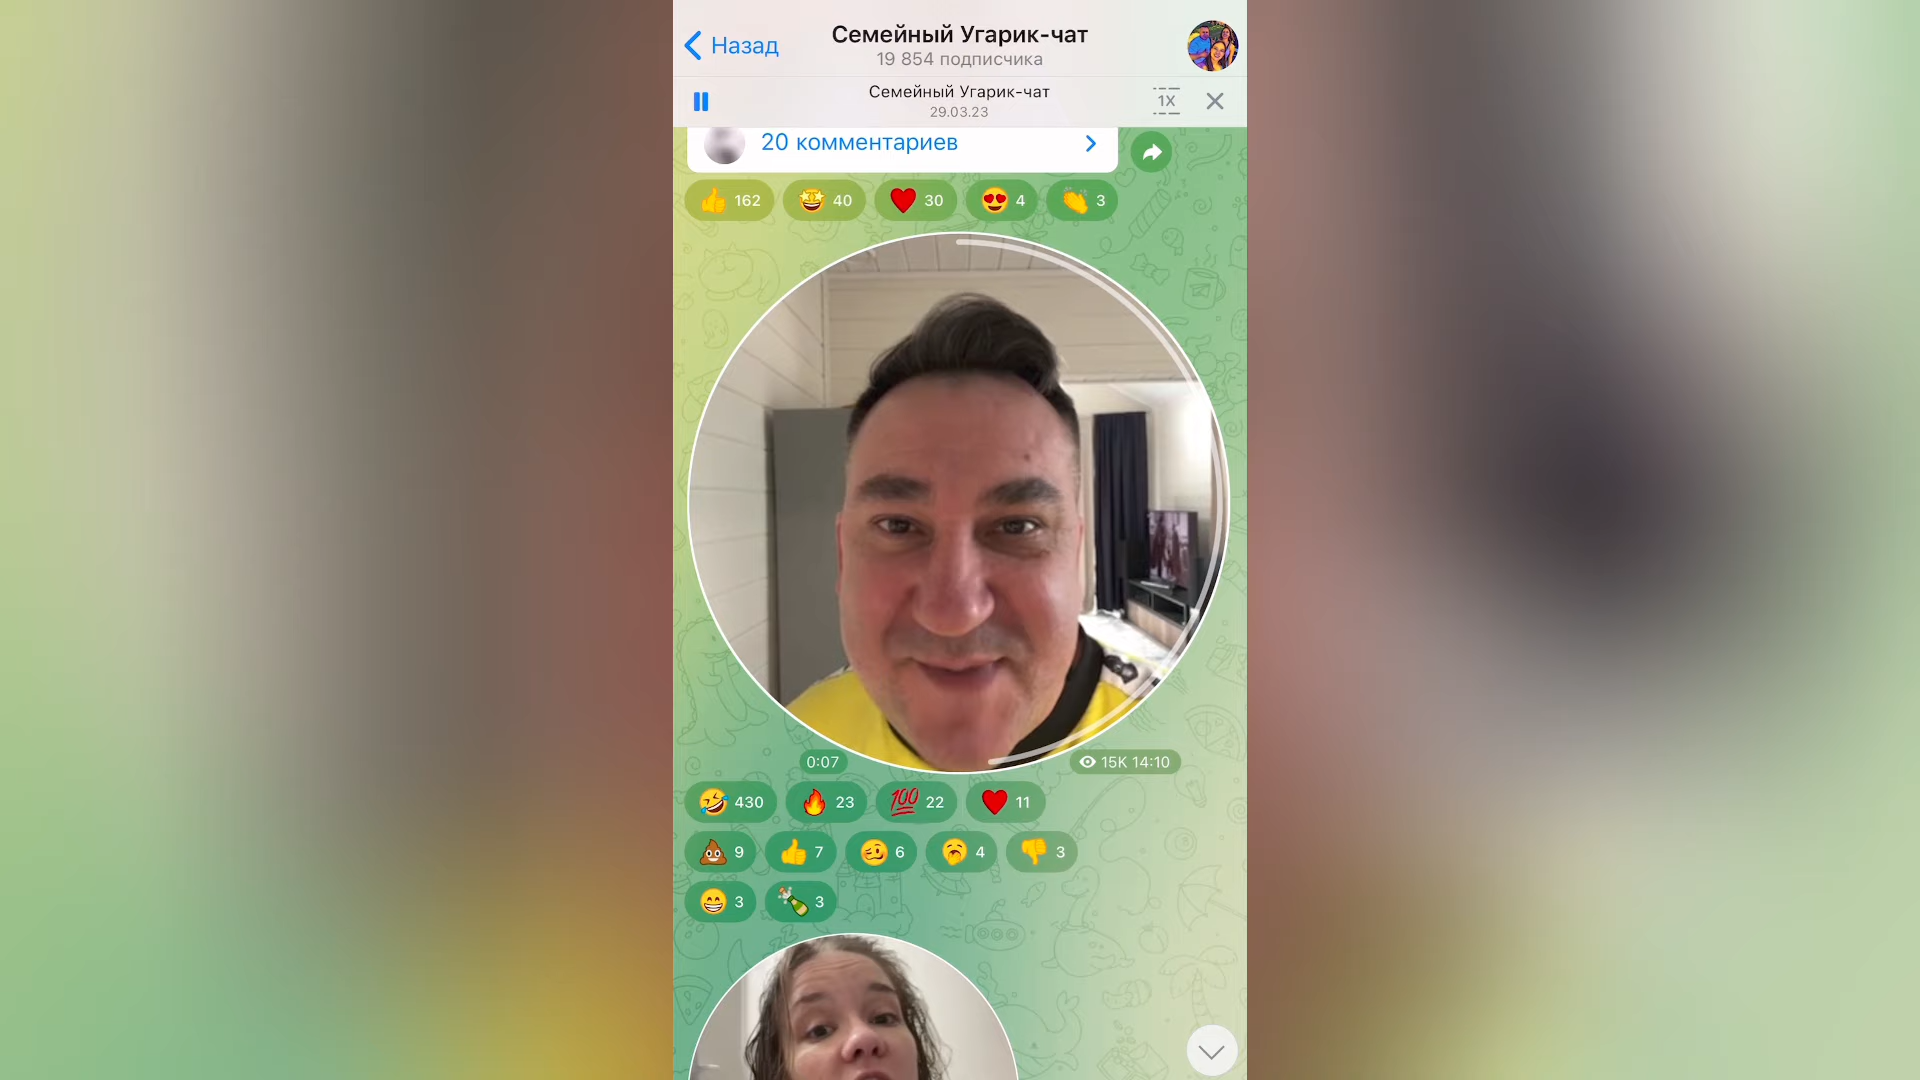 Назад
Семейный Угарик-чат
19 854 подписчика
Семейный Угарик-чат
29.03.23
1X
20 комментариев
162 40 30 4 3
0:07
15K 14:10
430 23 100 22 11
9 7 6 4 3
3 3